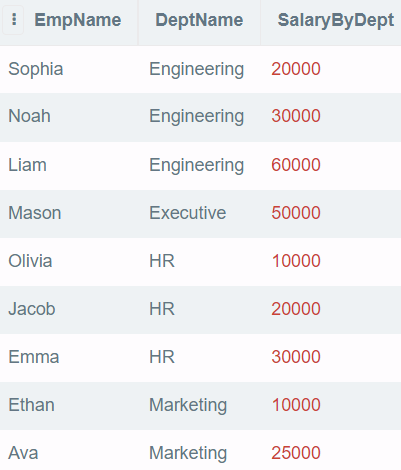 EmpName DeptName SalaryByDept
Sophia Engineering 20000
Noah Engineering 30000
Liam Engineering 60000
Mason Executive 50000
Olivia HR 10000
Jacob HR 20000
Emma HR 30000
Ethan Marketing 10000
Ava Marketing 25000